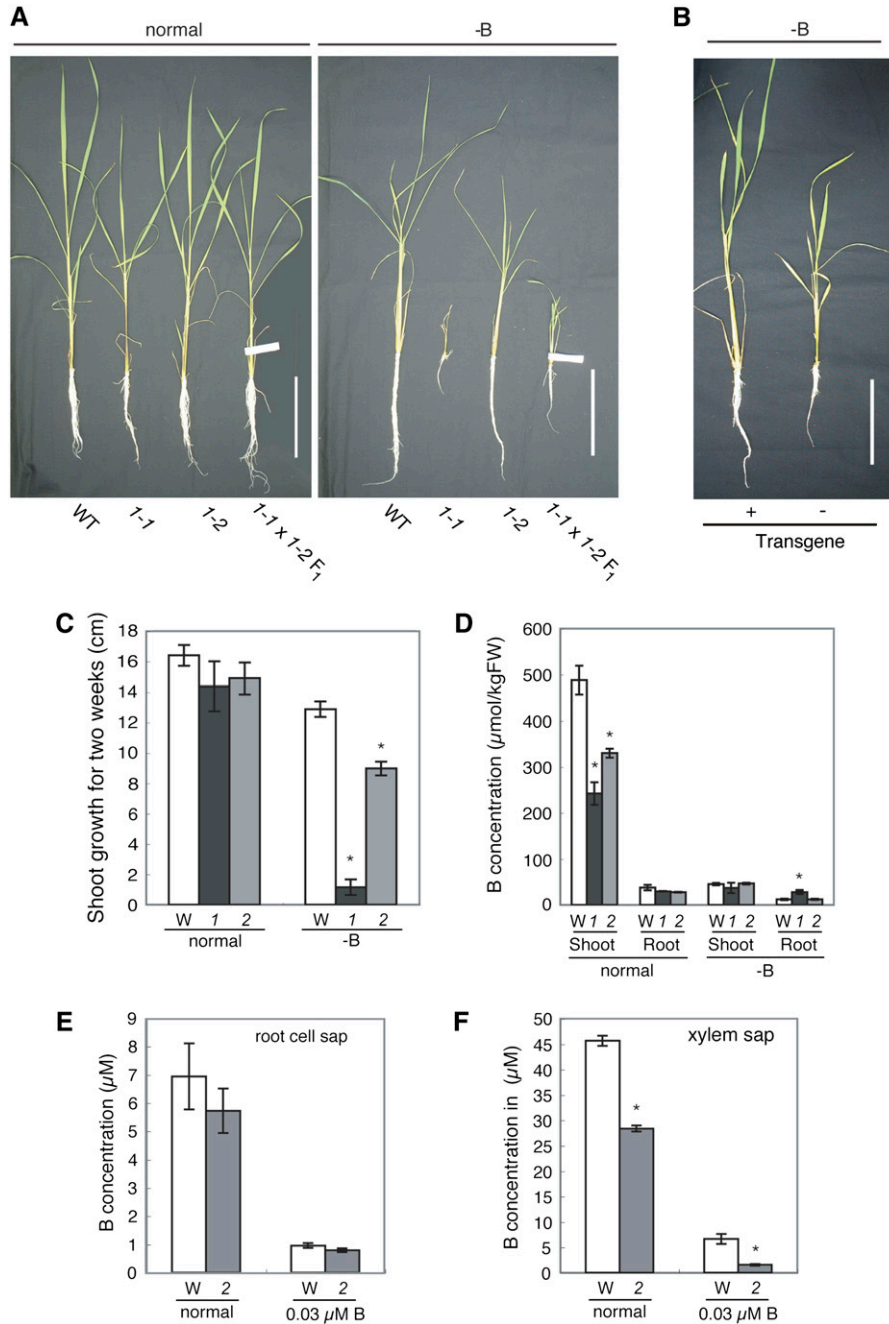 A
normal
-B
WT
1-1
1-2
1-1 x 1-2 F1
WT
1-1
1-2
1-1 x 1-2 F1
B
-B
+ -
Transgene
C
Shoot growth for two weeks (cm)
18
16
14
12
10
8
6
4
2
0
*
*
W 1 2 W 1 2
normal -B
D
B concentration (µmol/kgFW)
600
500
400
300
200
100
0
*
*
*
W 1 2 W 1 2 W 1 2 W 1 2
Shoot Root Shoot Root
normal -B
E
B concentration (µM)
9
8
7
6
5
4
3
2
1
0
root cell sap
W 2 W 2
normal 0.03 µM B
F
B concentration in (µM)
50
45
40
35
30
25
20
15
10
5
0
xylem sap
*
*
W 2 W 2
normal 0.03 µM B